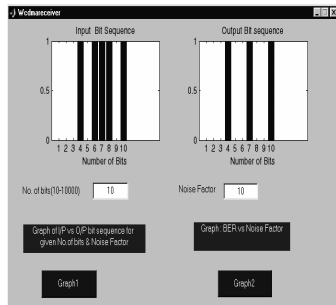 Wcdmareceiver
Input Bit Sequence
Output Bit sequence
1
0.5
0
1 2 3 4 5 6 7 8 9 10
Number of Bits
1
0.5
0
1 2 3 4 5 6 7 8 9 10
Number of Bits
No. of bits(10-10000)
10
Noise Factor
10
Graph of I/P vs O/P bit sequence for
given No.of bits & Noise Factor
Graph : BER vs Noise Factor
Graph1
Graph2